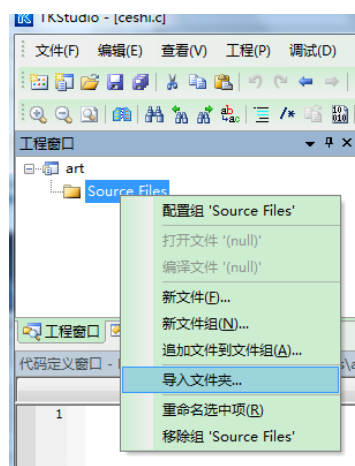 TKStudio - [ceshi.c]
文件(F) 编辑(E) 查看(V) 工程(P) 调试(D)
工程窗口
art
Source Files
配置组 'Source Files'
打开文件 '(null)'
编译文件 '(null)'
新文件(F)...
新文件组(N)...
追加文件到文件组(A)...
导入文件夹...
重命名选中项(R)
移除组 'Source Files'
工程窗口
代码定义窗口 -
1